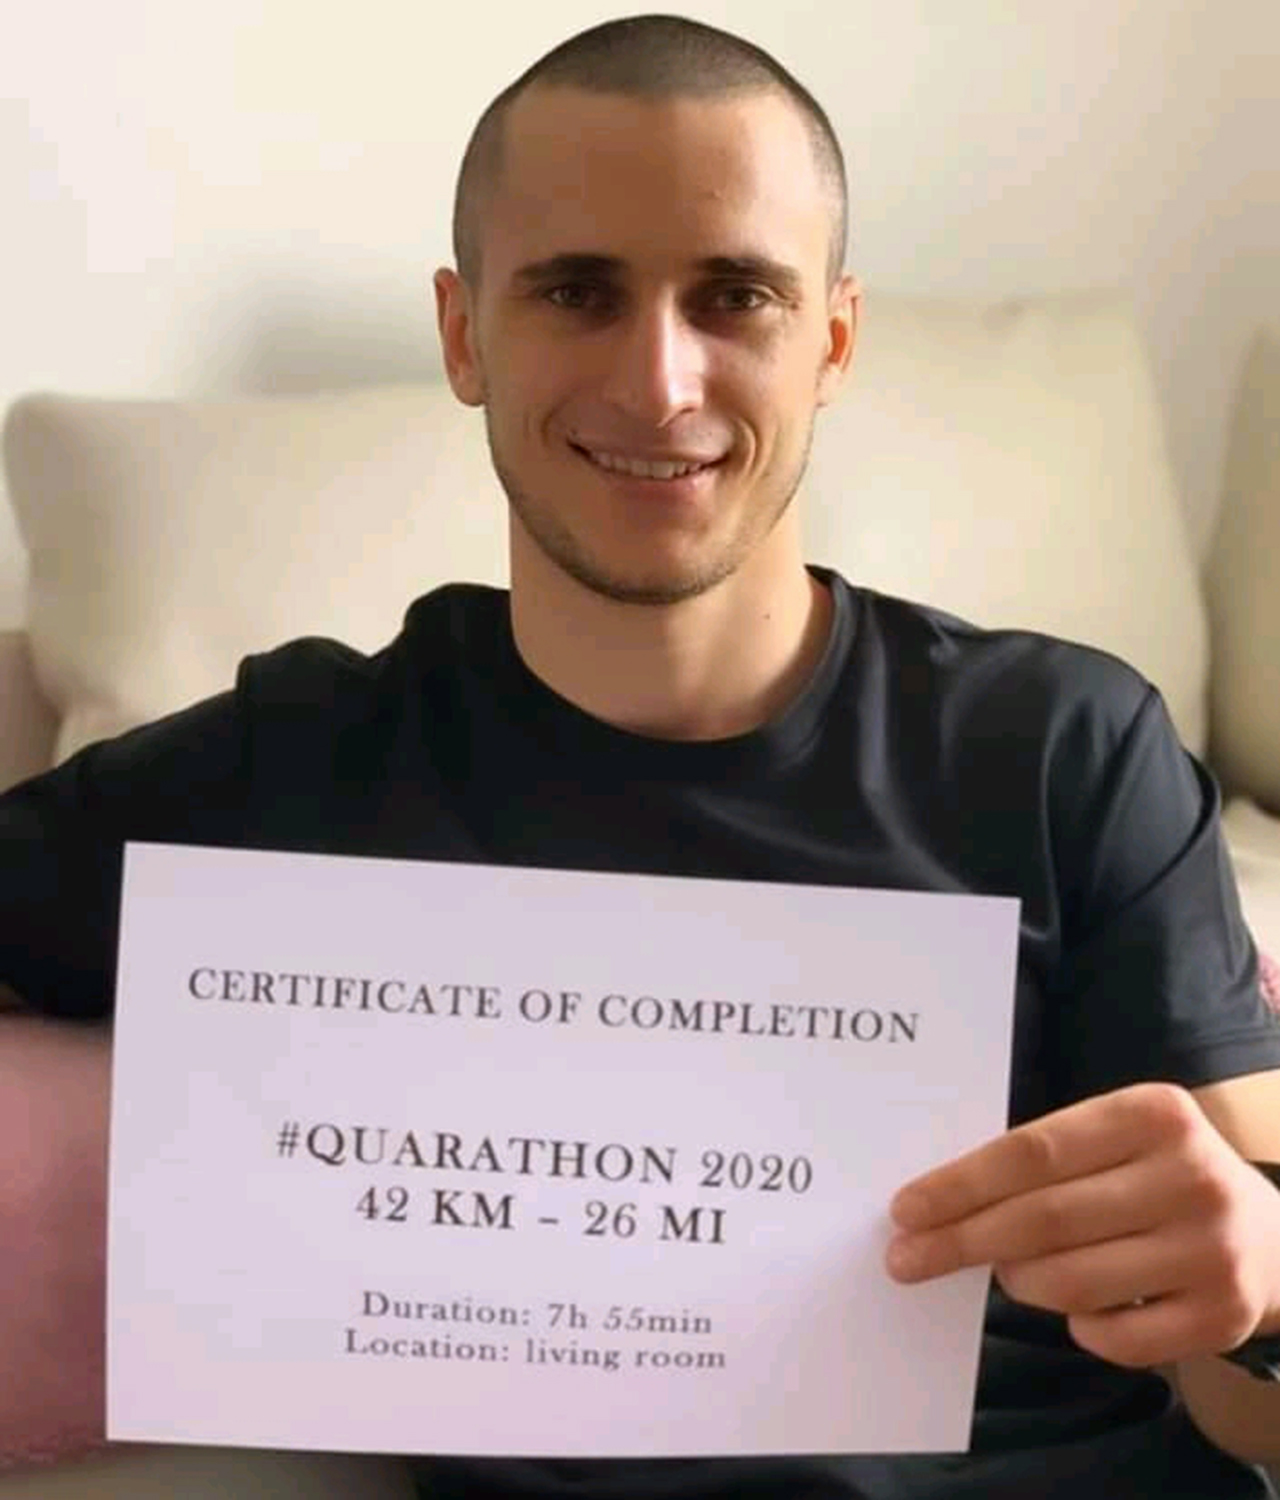 CERTIFICATE OF COMPLETION
#QUARATHON 2020
42 KM – 26 MI
Duration: 7h 55min
Location: living room